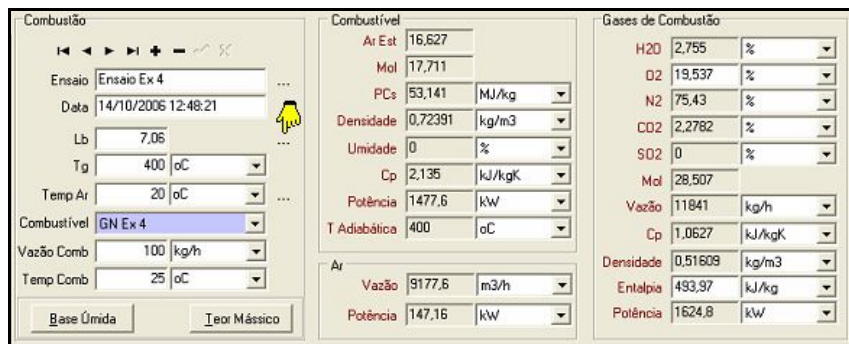 Combustão
Ensaio Ensaio Ex 4 ...
Data 14/10/2006 12:48:21
Lb 7,06 ...
Tg 400 oC
Temp Ar 20 oC ...
Combustível GN Ex 4
Vazão Comb 100 kg/h
Temp Comb 25 oC
Base Úmida Teor Mássico
Combustível
Ar Est 16,627
Mol 17,711
PCs 53,141 MJ/kg
Densidade 0,72391 kg/m3
Umidade 0 %
Cp 2,135 kJ/kgK
Potência 1477,6 kW
T Adiabática 400 oC
Ar
Vazão 9177,6 m3/h
Potência 147,16 kW
Gases de Combustão
H2O 2,755 %
O2 19,537 %
N2 75,43 %
CO2 2,2782 %
SO2 0 %
Mol 28,507
Vazão 11841 kg/h
Cp 1,0627 kJ/kgK
Densidade 0,51609 kg/m3
Entalpia 493,97 kJ/kg
Potência 1624,8 kW